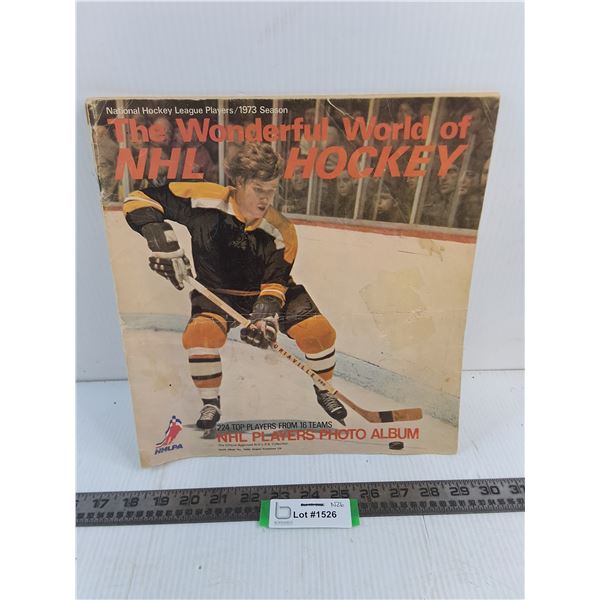 National Hockey League Players/1973 Season
The Wonderful World of
NHL HOCKEY
224 TOP PLAYERS FROM 16 TEAMS
NHL PLAYERS PHOTO ALBUM
NHLPA
17 18 19 20 21 22 23 24 25 26 27 28 29 30 31
N26
Lot #1526